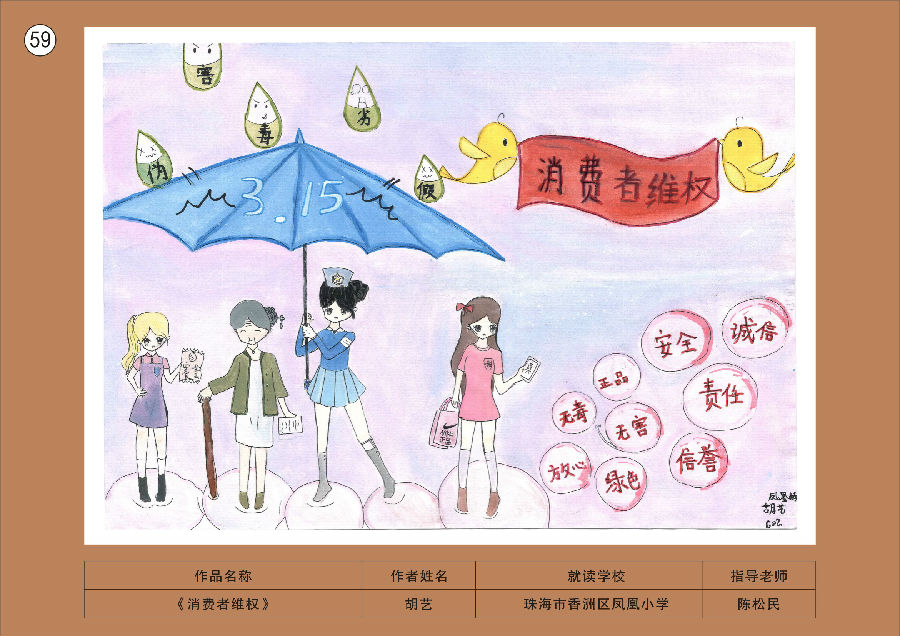 59
害
毒
劣
伪
假
3.15
消费者维权
安全
诚信
正品
责任
无毒
无害
信誉
放心
绿色
胡艺
602
作品名称
作者姓名
就读学校
指导老师
《消费者维权》
胡艺
珠海市香洲区凤凰小学
陈松民